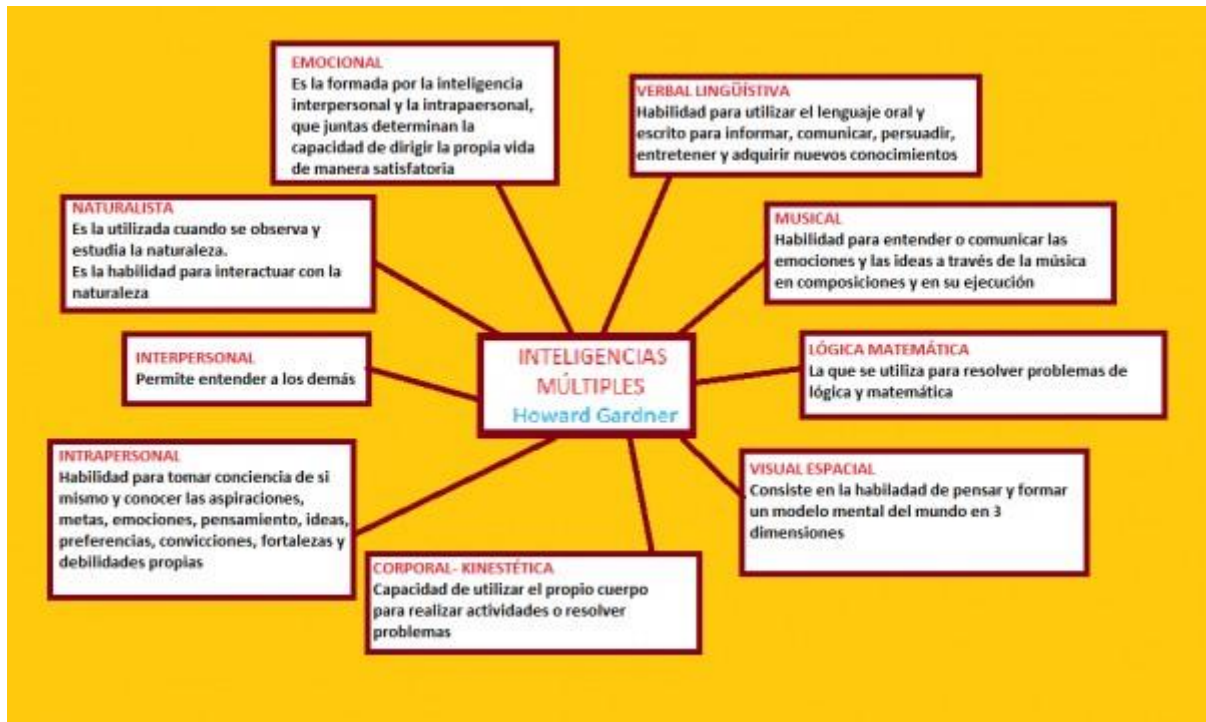 EMOCIONAL
Es la formada por la inteligencia
interpersonal y la intrapaersonal,
que juntas determinan la
capacidad de dirigir la propia vida
de manera satisfatoria
VERBAL LINGÜÍSTIVA
Habilidad para utilizar el lenguaje oral y
escrito para informar, comunicar, persuadir,
entretener y adquirir nuevos conocimientos
NATURALISTA
Es la utilizada cuando se observa y
estudia la naturaleza.
Es la habilidad para interactuar con la
naturaleza
MUSICAL
Habilidad para entender o comunicar las
emociones y las ideas a través de la música
en composiciones y en su ejecución
INTERPERSONAL
Permite entender a los demás
INTELIGENCIAS
MÚLTIPLES
Howard Gardner
LÓGICA MATEMÁTICA
La que se utiliza para resolver problemas de
lógica y matemática
INTRAPERSONAL
Habilidad para tomar conciencia de si
mismo y conocer las aspiraciones,
metas, emociones, pensamiento, ideas,
preferencias, convicciones, fortalezas y
debilidades propias
VISUAL ESPACIAL
Consiste en la habiladad de pensar y formar
un modelo mental del mundo en 3
dimensiones
CORPORAL- KINESTÉTICA
Capacidad de utilizar el propio cuerpo
para realizar actividades o resolver
problemas